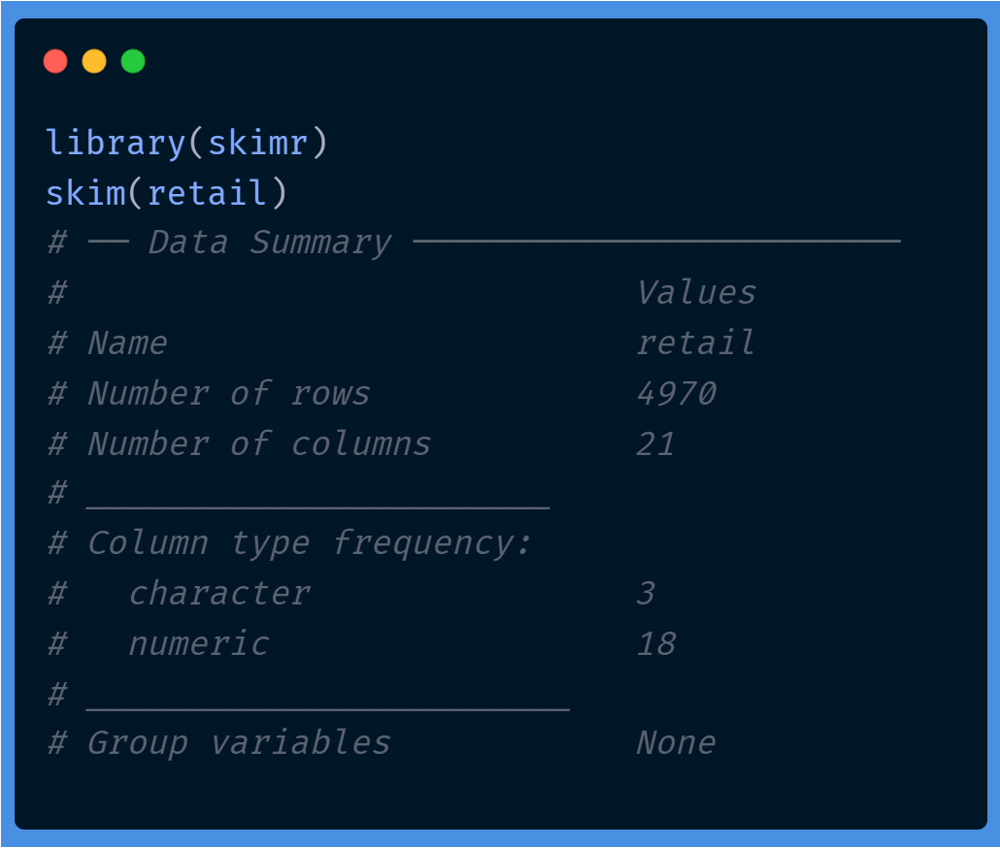 library(skimr)
skim(retail)
# ── Data Summary ────────────────────────
#                            Values
# Name                       retail
# Number of rows             4970
# Number of columns          21
# _______________________
# Column type frequency:
#   character                3
#   numeric                  18
# ________________________
# Group variables            None